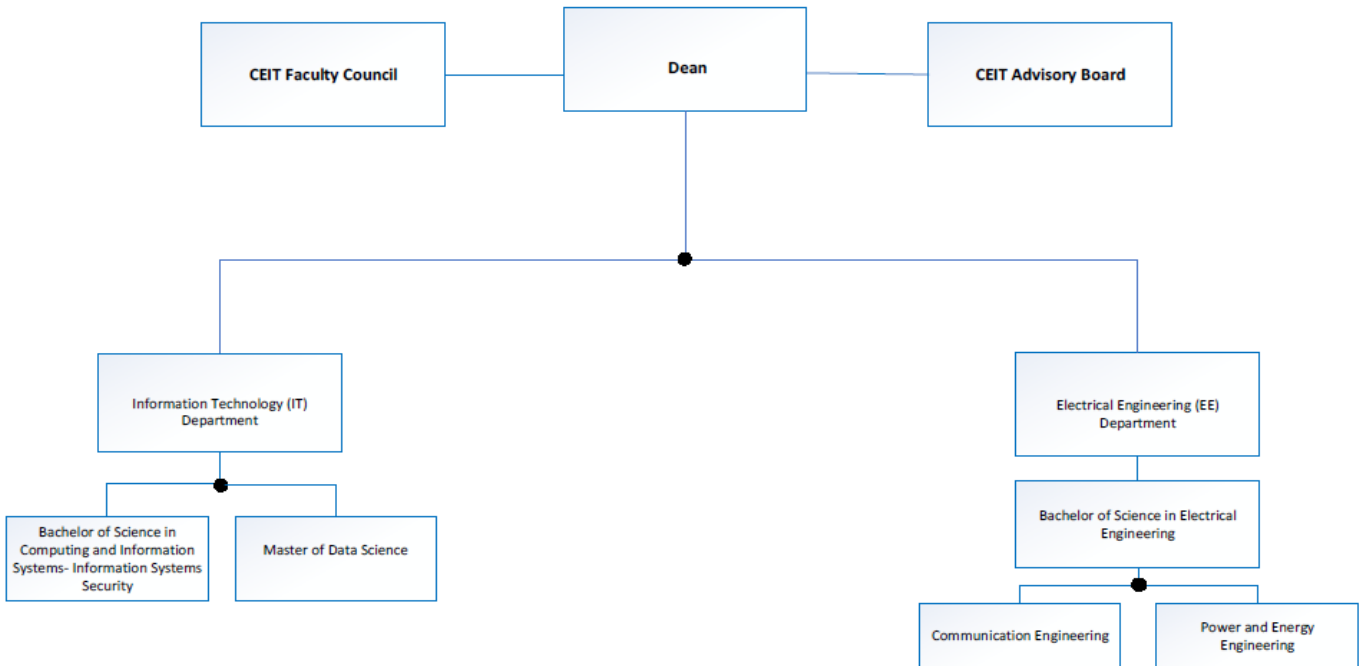 CEIT Faculty Council
Dean
CEIT Advisory Board
Information Technology (IT)
Department
Electrical Engineering (EE)
Department
Bachelor of Science in
Computing and Information
Systems- Information Systems
Security
Master of Data Science
Bachelor of Science in Electrical
Engineering
Communication Engineering
Power and Energy
Engineering